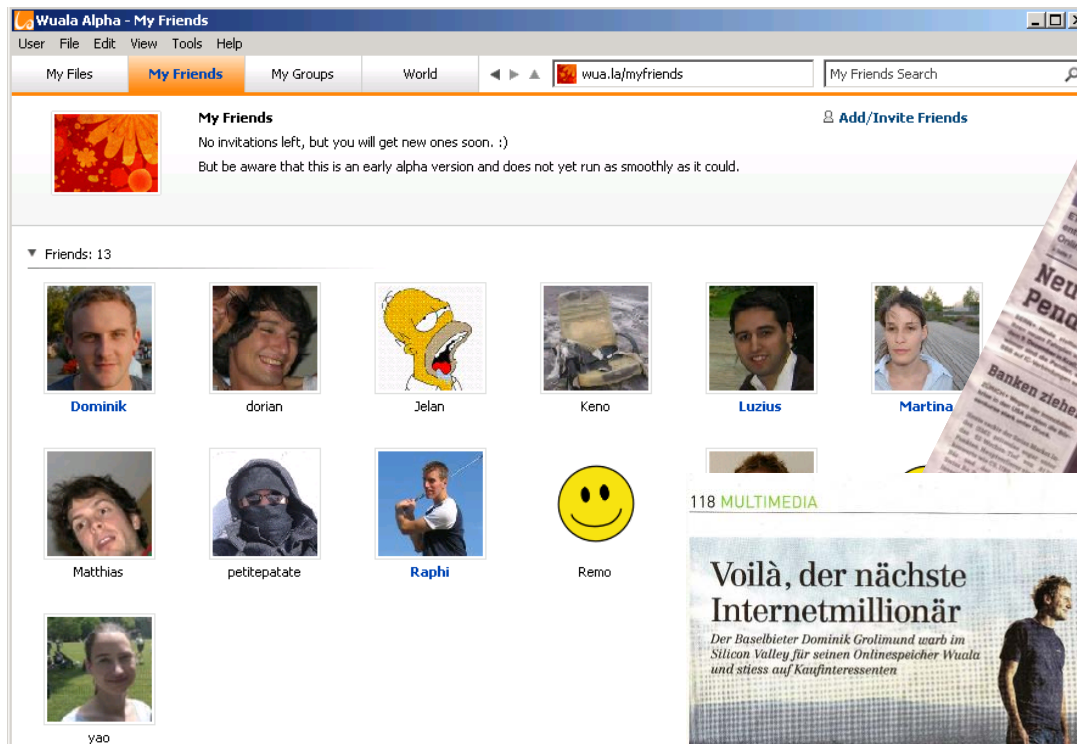 Wuala Alpha - My Friends
User File Edit View Tools Help
My Files My Friends My Groups World wua.la/myfriends My Friends Search
My Friends
Add/Invite Friends
No invitations left, but you will get new ones soon. :)
But be aware that this is an early alpha version and does not yet run as smoothly as it could.
Friends: 13
Dominik dorian Jelan Keno Luzius Martina
Matthias petitepatate Raphi Remo
yao
Neu
Pend
Banken ziehe
118 MULTIMEDIA
Voilà, der nächste
Internetmillionär
Der Baselbieter Dominik Grolimund warb im
Silicon Valley für seinen Onlinespeicher Wuala
und stiess auf Kaufinteressenten